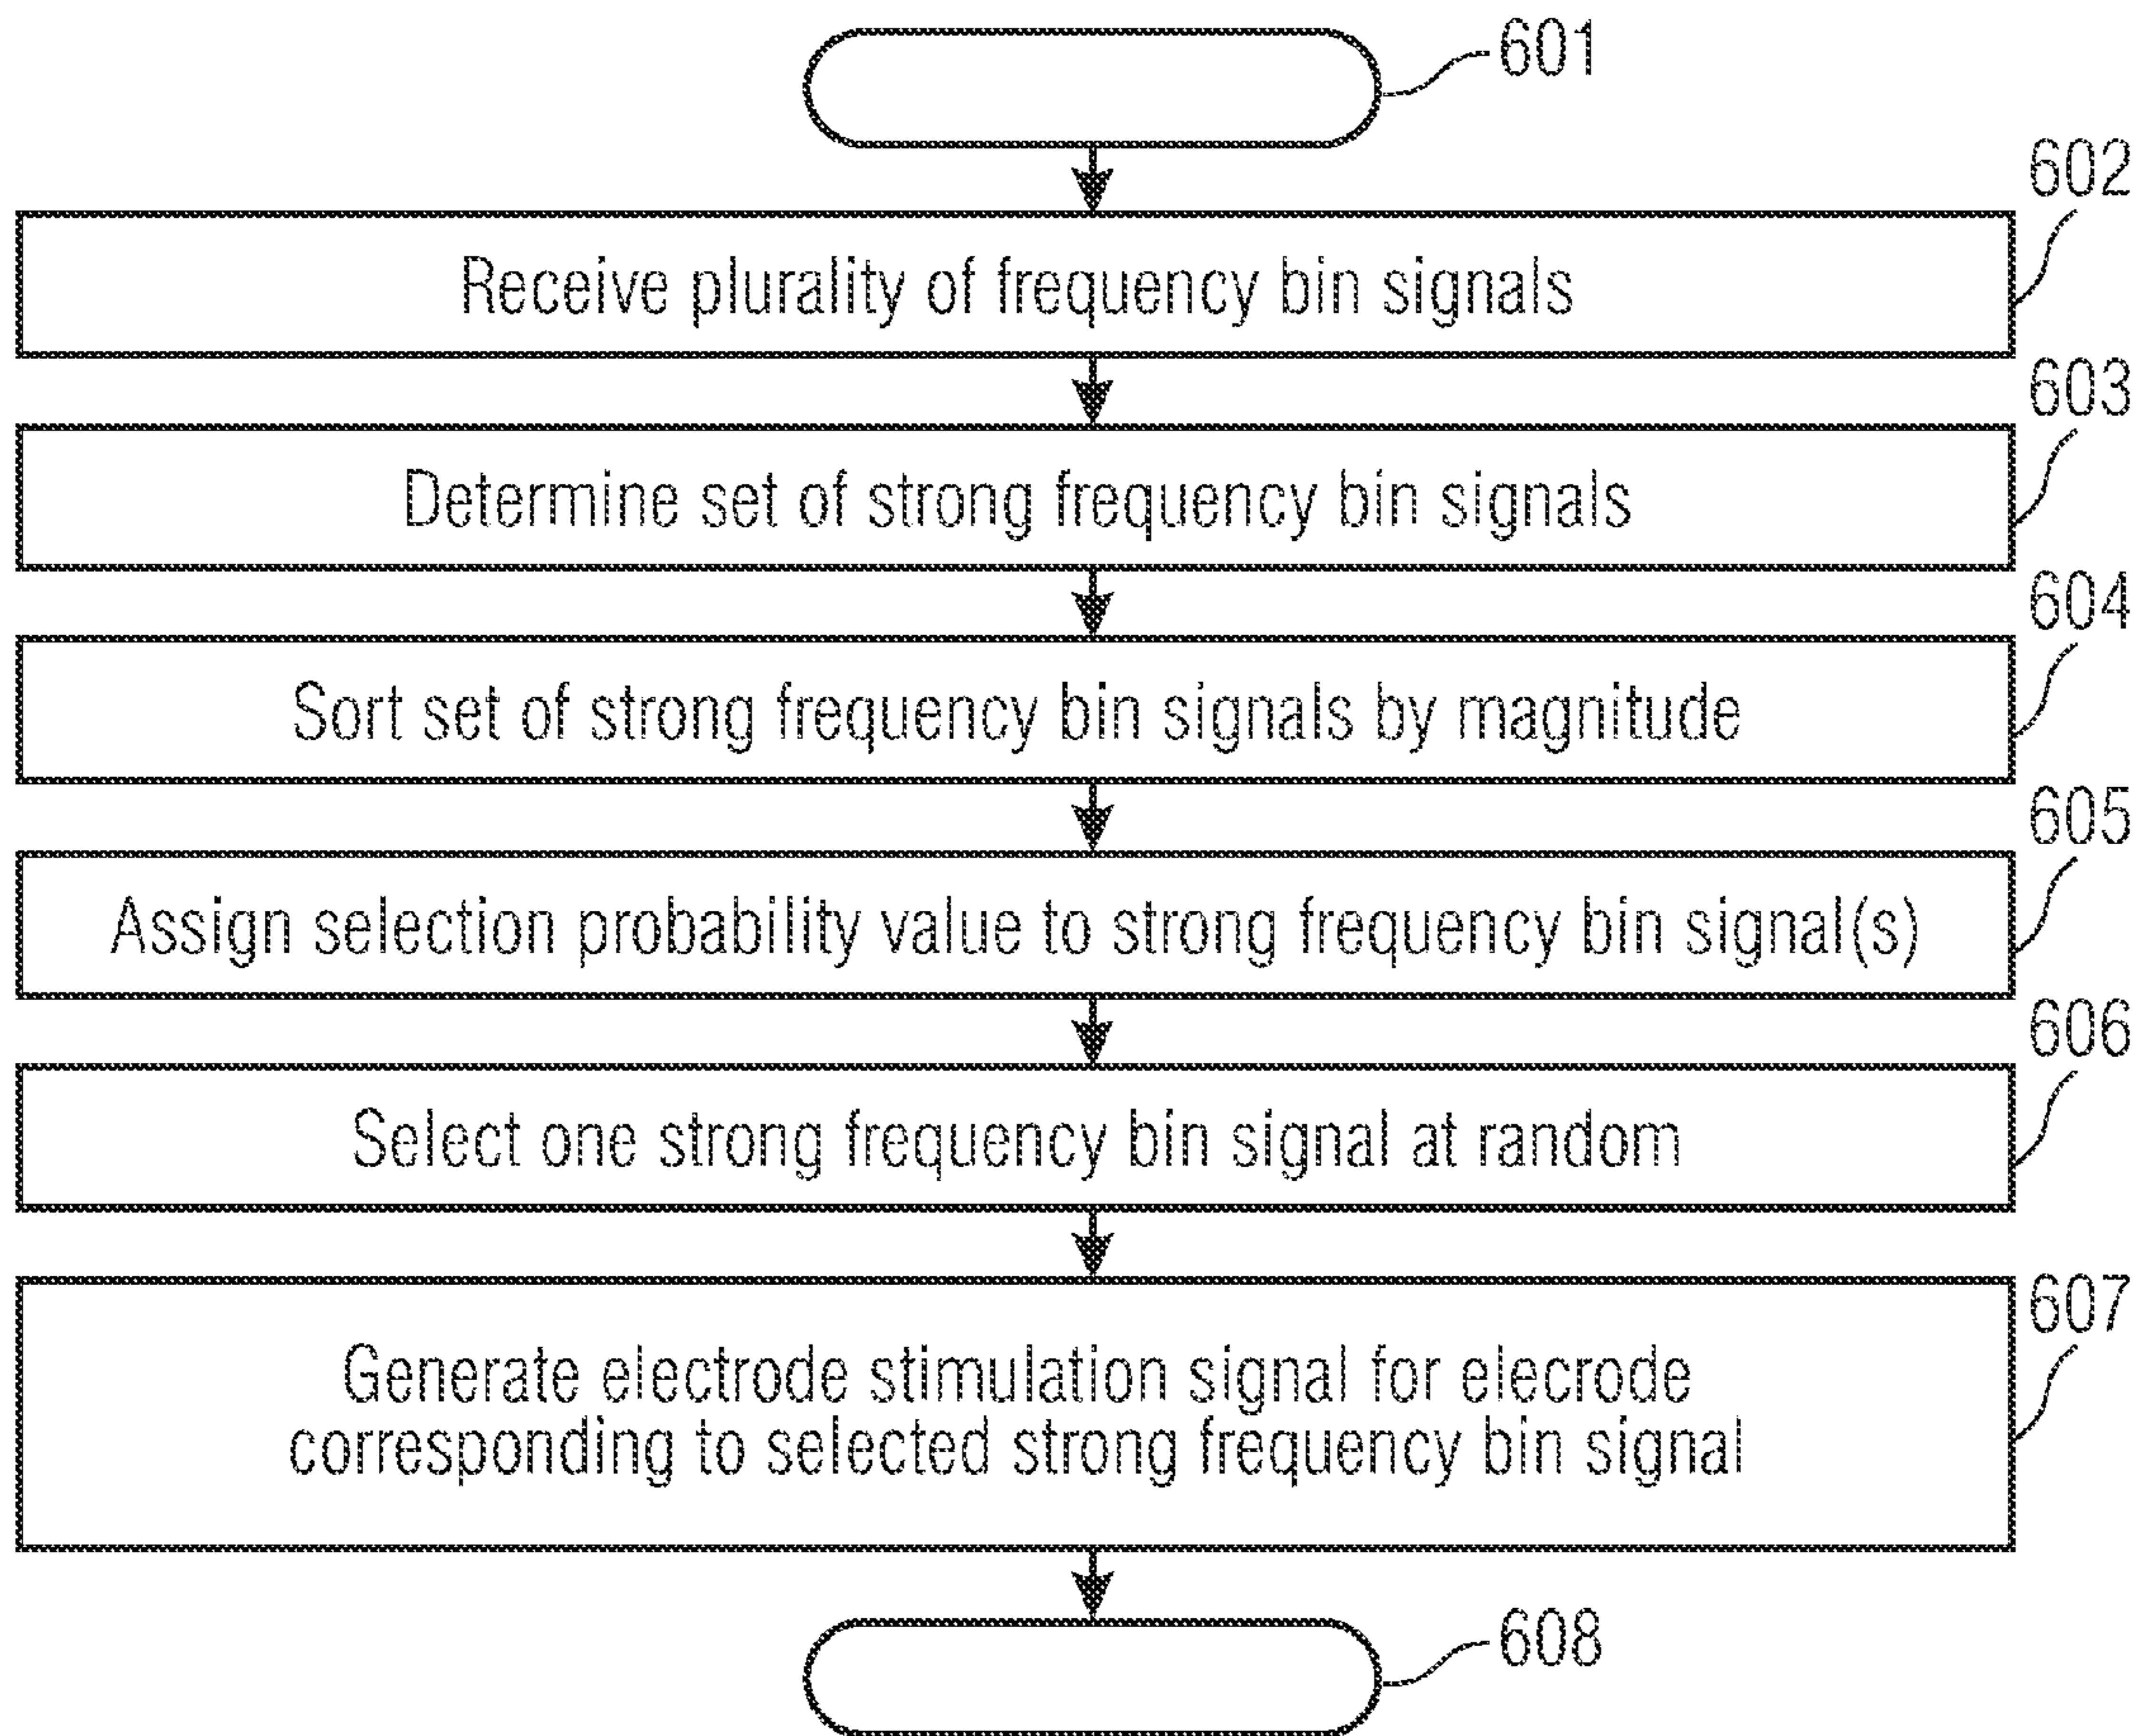 601
602
Receive plurality of frequency bin signals
603
Determine set of strong frequency bin signals
604
Sort set of strong frequency bin signals by magnitude
605
Assign selection probability value to strong frequency bin signal(s)
606
Select one strong frequency bin signal at random
607
Generate electrode stimulation signal for elecrode
corresponding to selected strong frequency bin signal
608